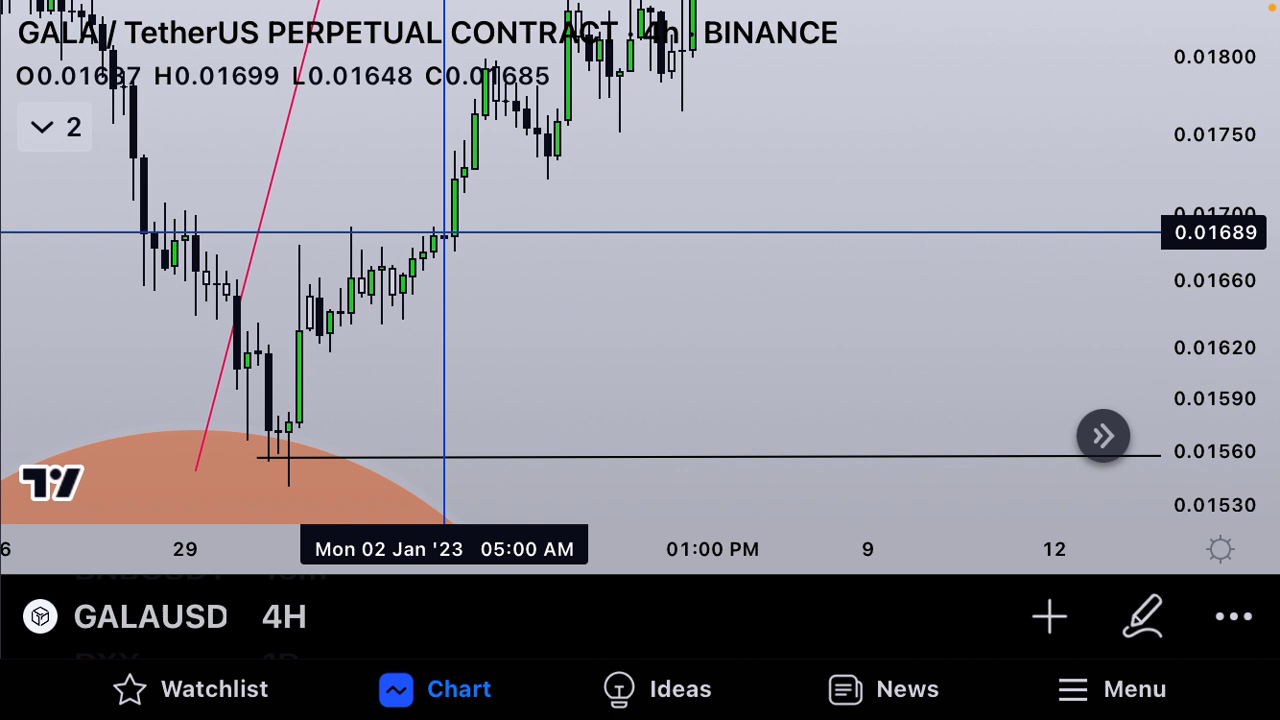 GALA / TetherUS PERPETUAL CONTRACT · 4h · BINANCE
O0.01687 H0.01699 L0.01648 C0.01685
2
0.01800
0.01750
0.01700
0.01689
0.01660
0.01620
0.01590
0.01560
0.01530
6 29 Mon 02 Jan '23 05:00 AM 01:00 PM 9 12
GALAUSD 4H
Watchlist Chart Ideas News Menu